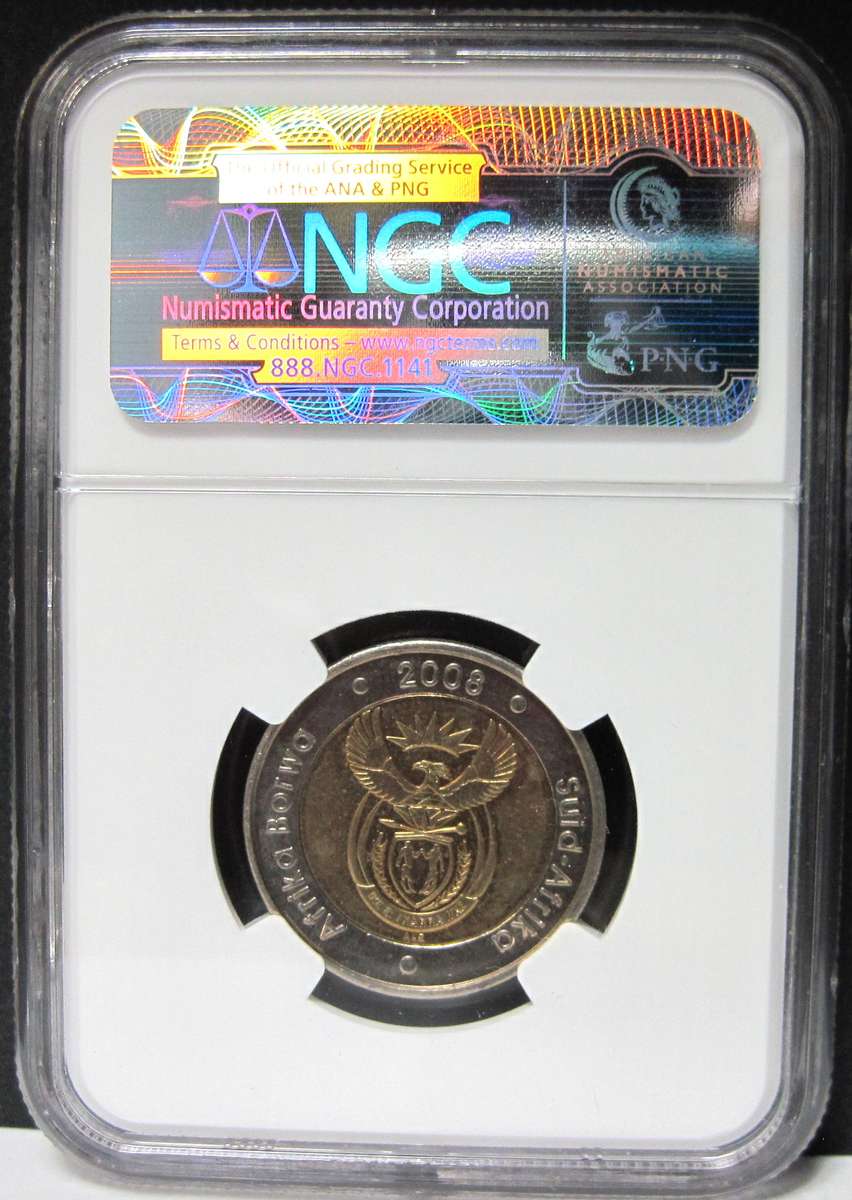 The Official Grading Service
of the ANA & PNG
NGC
Numismatic Guaranty Corporation
Terms & Conditions – www.ngcterms.com
888.NGC.1141
NUMISMATIC
ASSOCIATION
P·N·G
2008
Afrika Borwa
Suid-Afrika